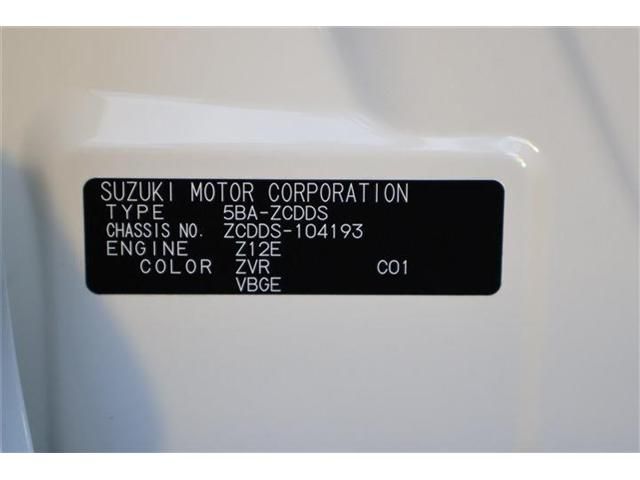 SUZUKI MOTOR CORPORATION
TYPE 5BA-ZCDDS
CHASSIS NO. ZCDDS-104193
ENGINE Z12E
COLOR ZVR C01
VBGE